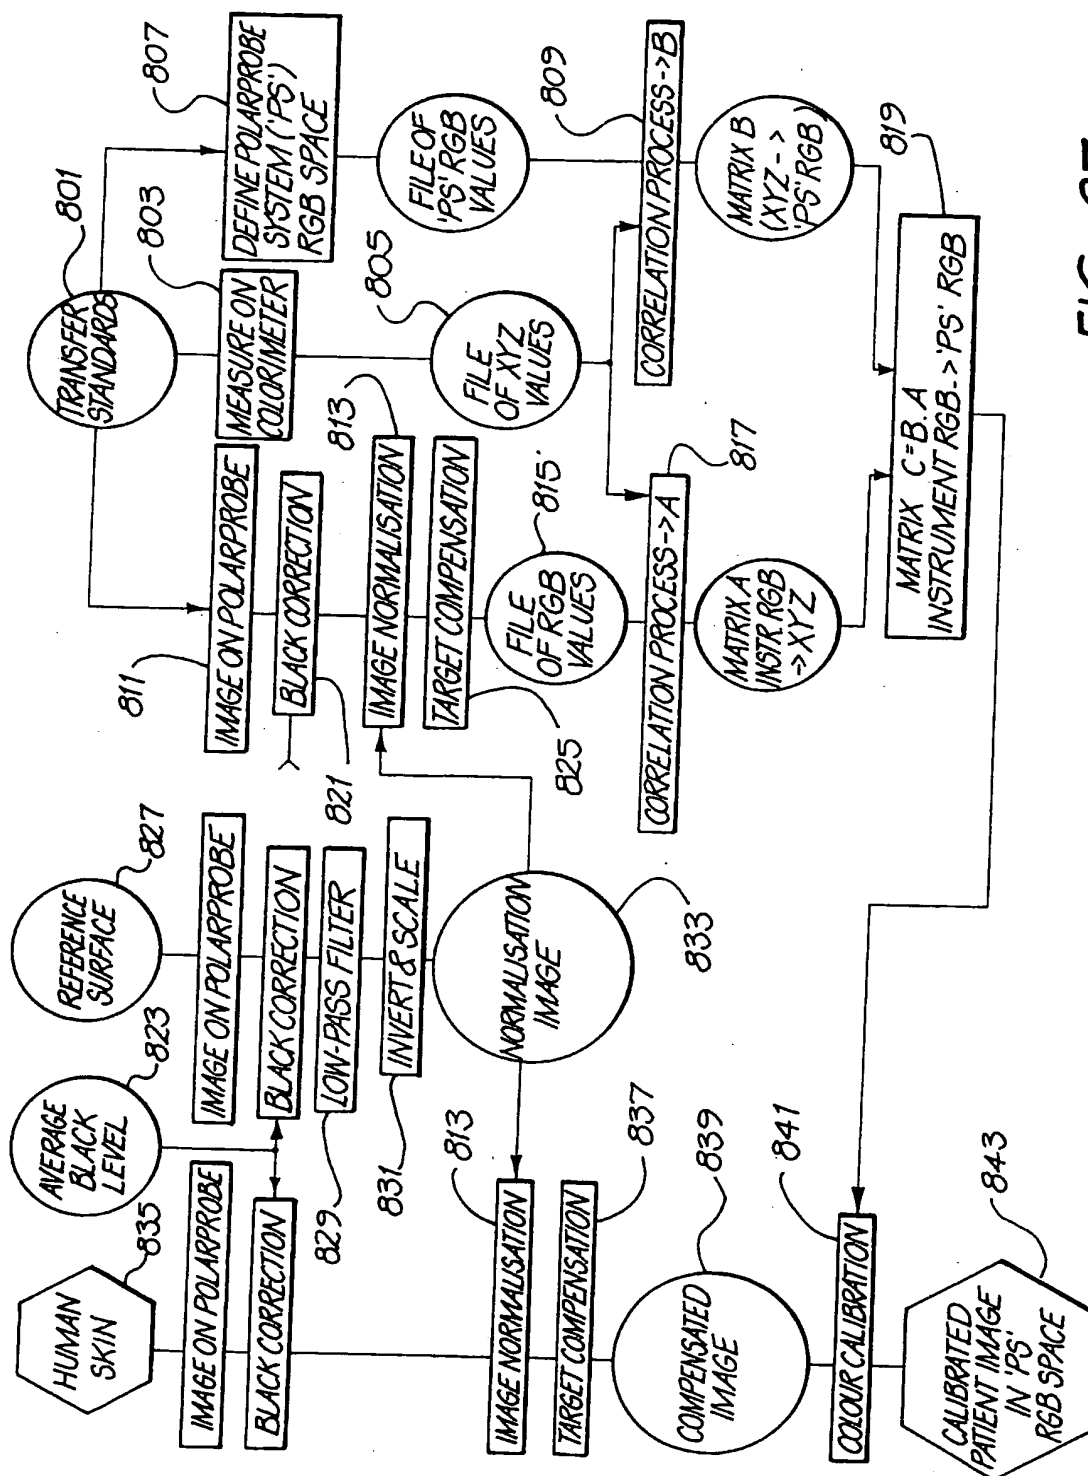 HUMAN
SKIN
835
IMAGE ON POLARPROBE
BLACK CORRECTION
IMAGE NORMALISATION
813
TARGET COMPENSATION
837
COMPENSATED
IMAGE
839
COLOUR CALIBRATION
841
CALIBRATED
PATIENT IMAGE
IN 'PS'
RGB SPACE
843
AVERAGE
BLACK
LEVEL
823
REFERENCE
SURFACE
827
IMAGE ON POLARPROBE
BLACK CORRECTION
LOW-PASS FILTER
829
INVERT & SCALE
831
NORMALISATION
IMAGE
833
TRANSFER
STANDARDS
801
IMAGE ON POLARPROBE
811
BLACK CORRECTION
821
IMAGE NORMALISATION
813
TARGET COMPENSATION
825
FILE
OF RGB
VALUES
815
CORRELATION PROCESS->A
817
MATRIX A
INSTR. RGB
->XYZ
MEASURE ON
COLORIMETER
803
FILE
OF XYZ
VALUES
805
DEFINE POLARPROBE
SYSTEM ('PS')
RGB SPACE
807
FILE OF
'PS' RGB
VALUES
CORRELATION PROCESS->B
809
MATRIX B
(XYZ ->
'PS' RGB)
MATRIX C=B.A
INSTRUMENT RGB->'PS' RGB
819
FIG.